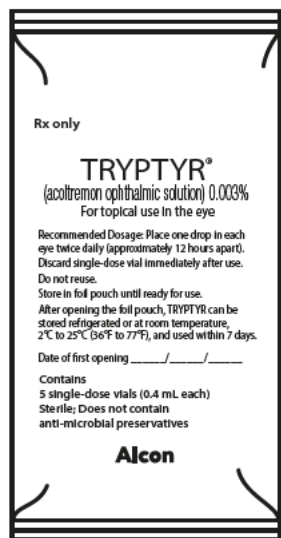 Rx only
TRYPTYR®
(acoltremon ophthalmic solution) 0.003%
For topical use in the eye
Recommended Dosage: Place one drop in each
eye twice daily (approximately 12 hours apart).
Discard single-dose vial immediately after use.
Do not reuse.
Store in foil pouch until ready for use.
After opening the foil pouch, TRYPTYR can be
stored refrigerated or at room temperature,
2°C to 25°C (36°F to 77°F), and used within 7 days.
Date of first opening ______/______/______
Contains
5 single-dose vials (0.4 mL each)
Sterile; Does not contain
anti-microbial preservatives
Alcon